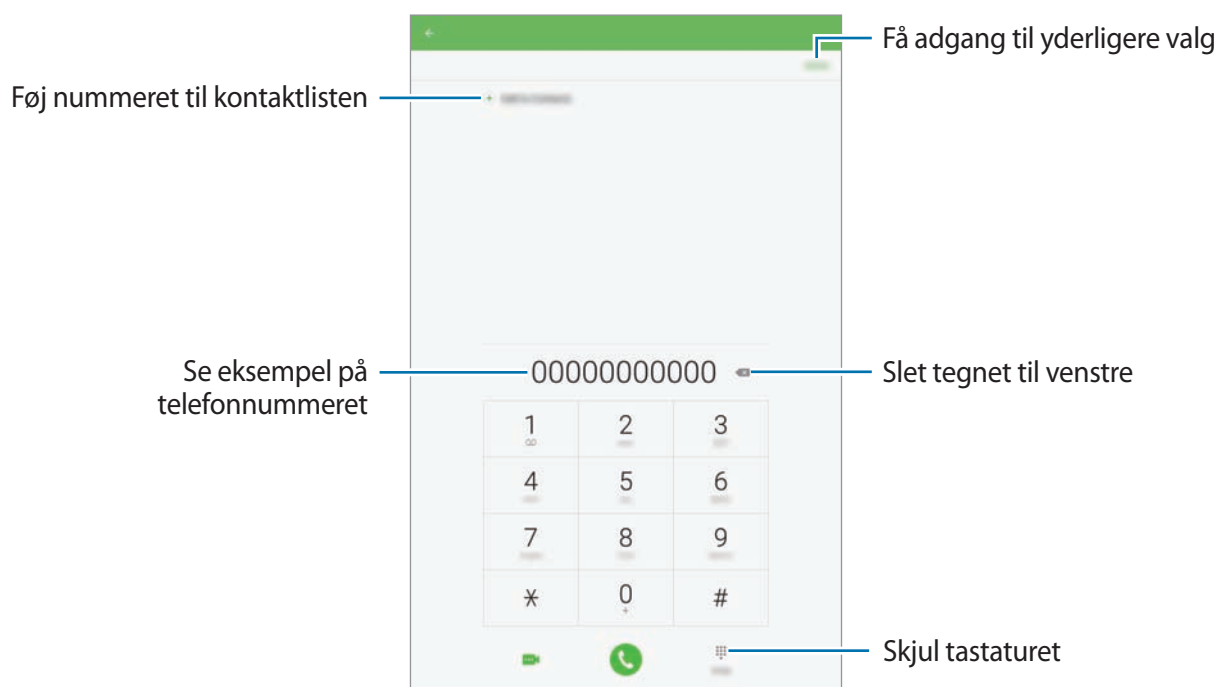 Få adgang til yderligere valg
Føj nummeret til kontaktlisten
Se eksempel på
telefonnummeret
00000000000
Slet tegnet til venstre
1
2
3
4
5
6
7
8
9
*
0
+
#
Skjul tastaturet